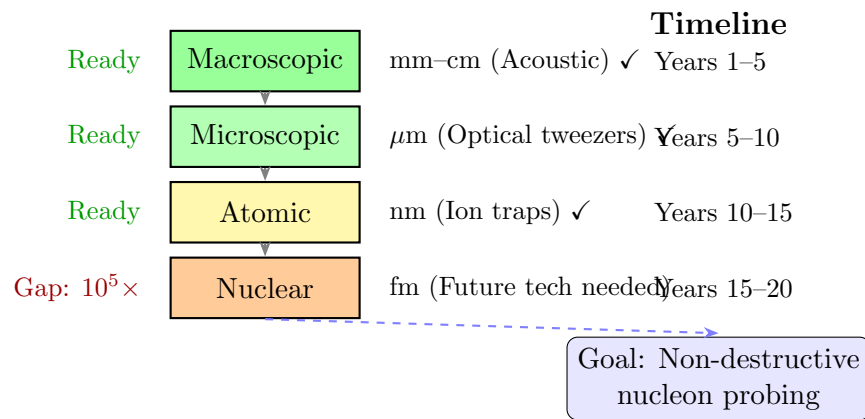 Timeline
Ready Macroscopic mm–cm (Acoustic) ✓ Years 1–5
Ready Microscopic μm (Optical tweezers) ✓ Years 5–10
Ready Atomic nm (Ion traps) ✓ Years 10–15
Gap: 10⁵× Nuclear fm (Future tech needed) Years 15–20
Goal: Non-destructive
nucleon probing